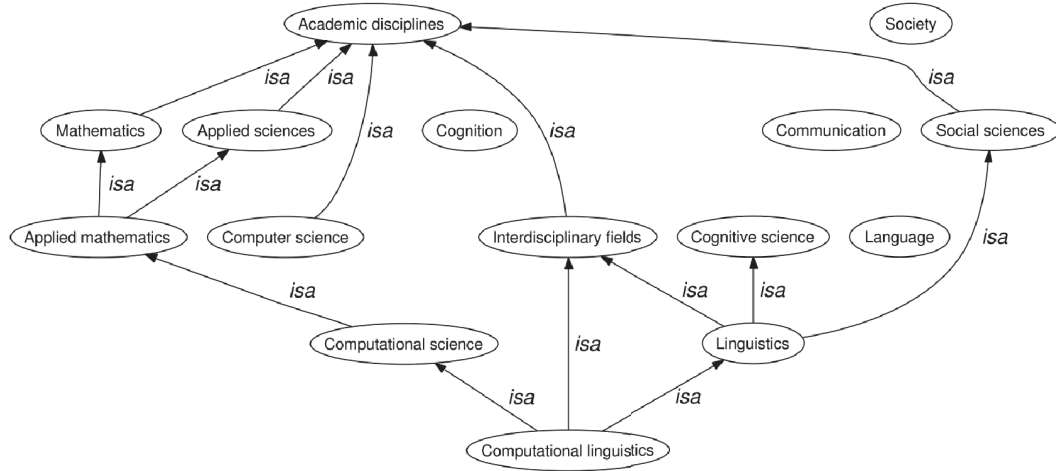 Academic disciplines
Society
isa
isa
isa
Mathematics
Applied sciences
isa
Cognition
isa
Communication
Social sciences
isa
isa
Applied mathematics
Computer science
Interdisciplinary fields
Cognitive science
Language
isa
isa
isa
isa
Computational science
isa
Linguistics
isa
isa
Computational linguistics